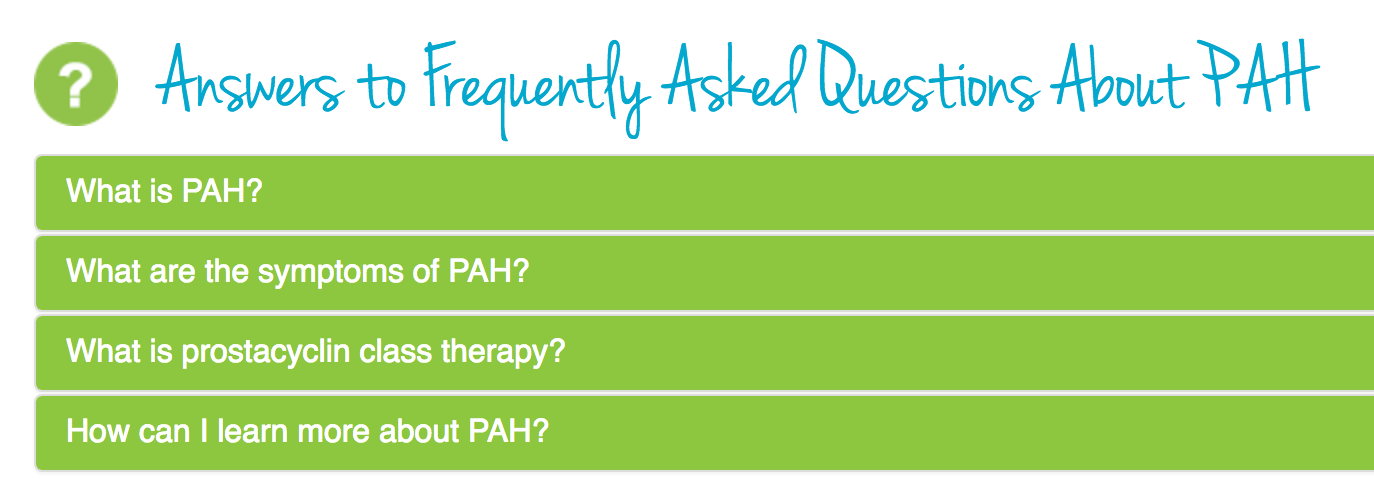 ?
Answers to Frequently Asked Questions About PAH
What is PAH?
What are the symptoms of PAH?
What is prostacyclin class therapy?
How can I learn more about PAH?